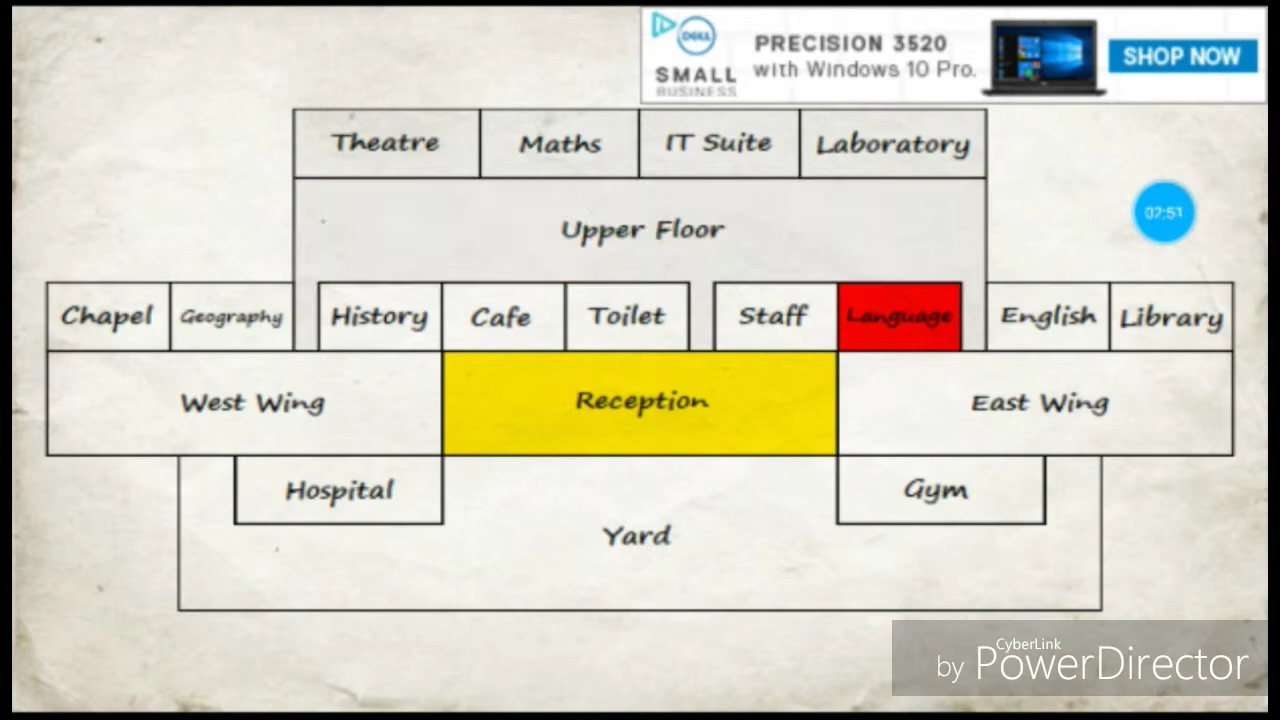 DELL
SMALL
BUSINESS
PRECISION 3520
with Windows 10 Pro.
SHOP NOW
Theatre
Maths
IT Suite
Laboratory
Upper Floor
02:51
Chapel
Geography
History
Cafe
Toilet
Staff
Language
English
Library
West Wing
Reception
East Wing
Hospital
Gym
Yard
CyberLink
by PowerDirector